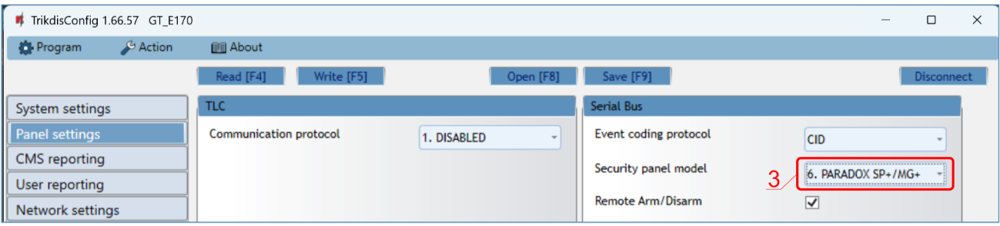 TrikdisConfig 1.66.57 GT_E170
Program Action About
Read [F4] Write [F5] Open [F8] Save [F9] Disconnect
System settings
Panel settings
CMS reporting
User reporting
Network settings
TLC
Communication protocol 1. DISABLED
Serial Bus
Event coding protocol CID
Security panel model 6. PARADOX SP+/MG+
3
Remote Arm/Disarm